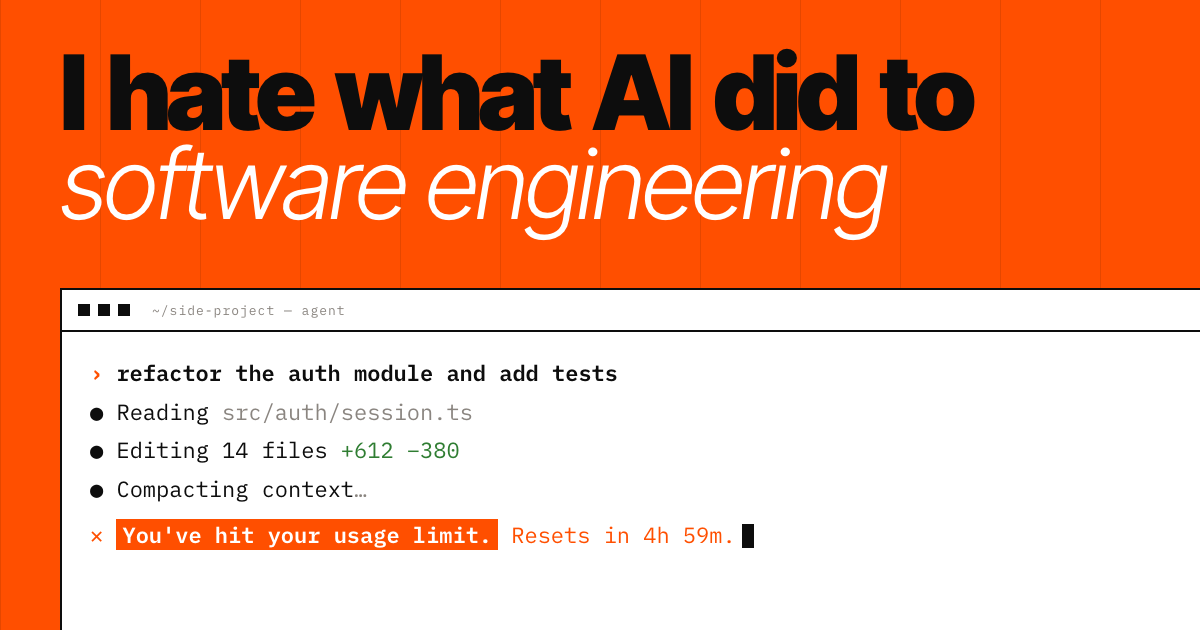 I hate what AI did to
software engineering
~/side-project — agent
› refactor the auth module and add tests
● Reading src/auth/session.ts
● Editing 14 files +612 −380
● Compacting context…
× You've hit your usage limit. Resets in 4h 59m.